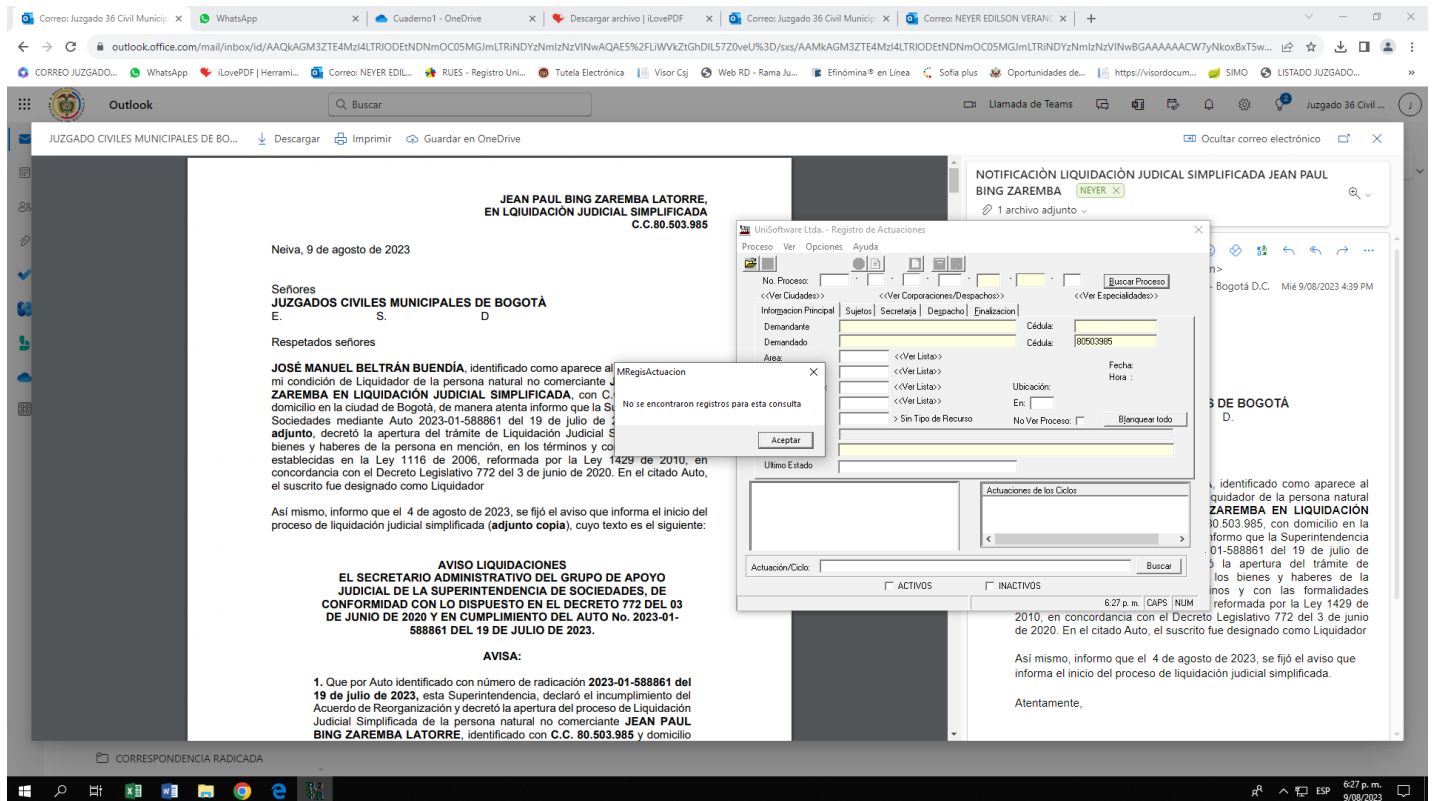 Correo: Juzgado 36 Civil Municip
WhatsApp
Cuaderno1 - OneDrive
Descargar archivo | iLovePDF
Correo: Juzgado 36 Civil Municip
Correo: NEYER EDILSON VERANO
CORREO JUZGADO...
WhatsApp
iLovePDF | Herrami...
Correo: NEYER EDIL...
RUES - Registro Uni...
Tutela Electrónica
Visor Csj
Web RD - Rama Ju...
Efinómina® en Línea
Sofia plus
Oportunidades de...
https://visordocum...
SIMO
LISTADO JUZGADO...
Outlook
Buscar
Llamada de Teams
2
Juzgado 36 Civil ...
J
JUZGADO CIVILES MUNICIPALES DE BO...
Descargar
Imprimir
Guardar en OneDrive
Ocultar correo electrónico
JEAN PAUL BING ZAREMBA LATORRE,
EN LQUIDACIÒN JUDICIAL SIMPLIFICADA
C.C.80.503.985
Neiva, 9 de agosto de 2023
Señores
JUZGADOS CIVILES MUNICIPALES DE BOGOTÀ
E. S. D
Respetados señores
JOSÉ MANUEL BELTRÁN BUENDÍA, identificado como aparece al
mi condición de Liquidador de la persona natural no comerciante
ZAREMBA EN LIQUIDACIÓN JUDICIAL SIMPLIFICADA, con C.
domicilio en la ciudad de Bogotá, de manera atenta informo que la Su
Sociedades mediante Auto 2023-01-588861 del 19 de julio de
adjunto, decretó la apertura del trámite de Liquidación Judicial S
bienes y haberes de la persona en mención, en los términos y co
establecidas en la Ley 1116 de 2006, reformada por la Ley 1429 de 2010, en
concordancia con el Decreto Legislativo 772 del 3 de junio de 2020. En el citado Auto,
el suscrito fue designado como Liquidador
Así mismo, informo que el 4 de agosto de 2023, se fijó el aviso que informa el inicio del
proceso de liquidación judicial simplificada (adjunto copia), cuyo texto es el siguiente:
AVISO LIQUIDACIONES
EL SECRETARIO ADMINISTRATIVO DEL GRUPO DE APOYO
JUDICIAL DE LA SUPERINTENDENCIA DE SOCIEDADES, DE
CONFORMIDAD CON LO DISPUESTO EN EL DECRETO 772 DEL 03
DE JUNIO DE 2020 Y EN CUMPLIMIENTO DEL AUTO No. 2023-01-
588861 DEL 19 DE JULIO DE 2023.
AVISA:
1. Que por Auto identificado con número de radicación 2023-01-588861 del
19 de julio de 2023, esta Superintendencia, declaró el incumplimiento del
Acuerdo de Reorganización y decretó la apertura del proceso de Liquidación
Judicial Simplificada de la persona natural no comerciante JEAN PAUL
BING ZAREMBA LATORRE, identificado con C.C. 80.503.985 y domicilio
MRegisActuacion
No se encontraron registros para esta consulta
Aceptar
UniSoftware Ltda. - Registro de Actuaciones
Proceso Ver Opciones Ayuda
No. Proceso:
Buscar Proceso
<<Ver Ciudades>>
<<Ver Corporaciones/Despachos>>
<<Ver Especialidades>>
Informacion Principal
Sujetos
Secretaria
Despacho
Finalizacion
Demandante
Cédula:
Demandado
Cédula: 80503985
Area:
<<Ver Lista>>
Fecha:
<<Ver Lista>>
Hora :
<<Ver Lista>>
Ubicación:
<<Ver Lista>>
En:
> Sin Tipo de Recurso
No Ver Proceso:
Blanquear todo
Ultimo Estado
Actuaciones de los Ciclos
Actuación/Ciclo:
Buscar
ACTIVOS
INACTIVOS
6:27 p. m.
CAPS
NUM
NOTIFICACIÒN LIQUIDACIÒN JUDICAL SIMPLIFICADA JEAN PAUL
BING ZAREMBA
NEYER
1 archivo adjunto
- Bogotá D.C.
Mié 9/08/2023 4:39 PM
S DE BOGOTÁ
D.
, identificado como aparece al
quidador de la persona natural
ZAREMBA EN LIQUIDACIÓN
80.503.985, con domicilio en la
nformo que la Superintendencia
-01-588861 del 19 de julio de
ó la apertura del trámite de
los bienes y haberes de la
inos y con las formalidades
reformada por la Ley 1429 de
2010, en concordancia con el Decreto Legislativo 772 del 3 de junio
de 2020. En el citado Auto, el suscrito fue designado como Liquidador
Así mismo, informo que el 4 de agosto de 2023, se fijó el aviso que
informa el inicio del proceso de liquidación judicial simplificada.
Atentamente,
CORRESPONDENCIA RADICADA
ESP
6:27 p. m.
9/08/2023